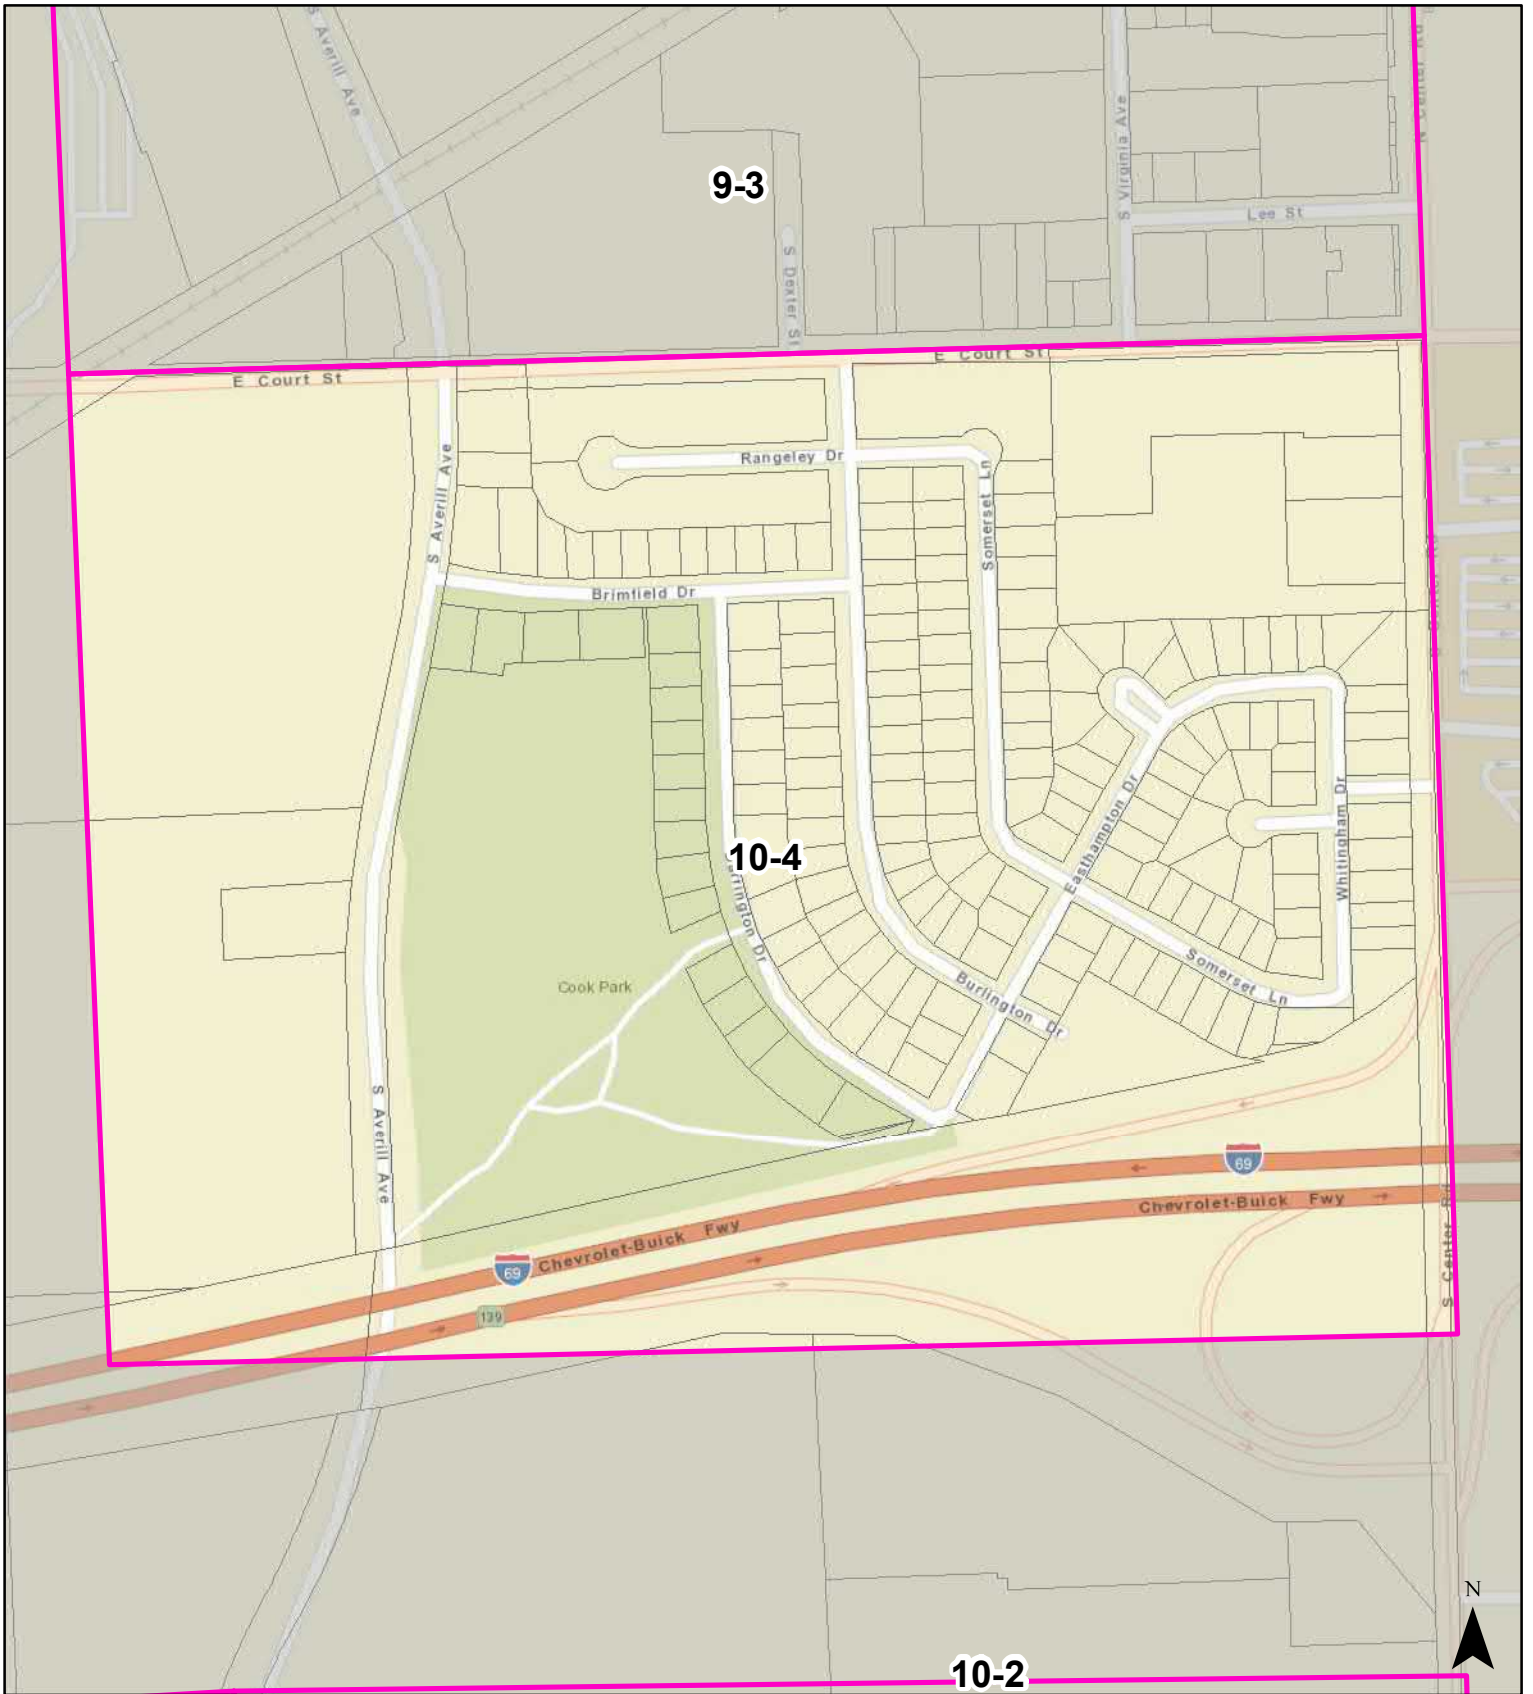 S Averill Ave
N Center Rd
S Virginia Ave
9-3
Lee St
S Dexter St
E Court St
E Court St
S Averill Ave
Rangeley Dr
Somerset Ln
Brimfield Dr
Easthampton Dr
Whitingham Dr
10-4
Cook Park
Somerset Ln
Burlington Dr
S Averill Ave
69
Chevrolet-Buick Fwy
S Center Rd
Chevrolet-Buick Fwy
69
139
N
10-2